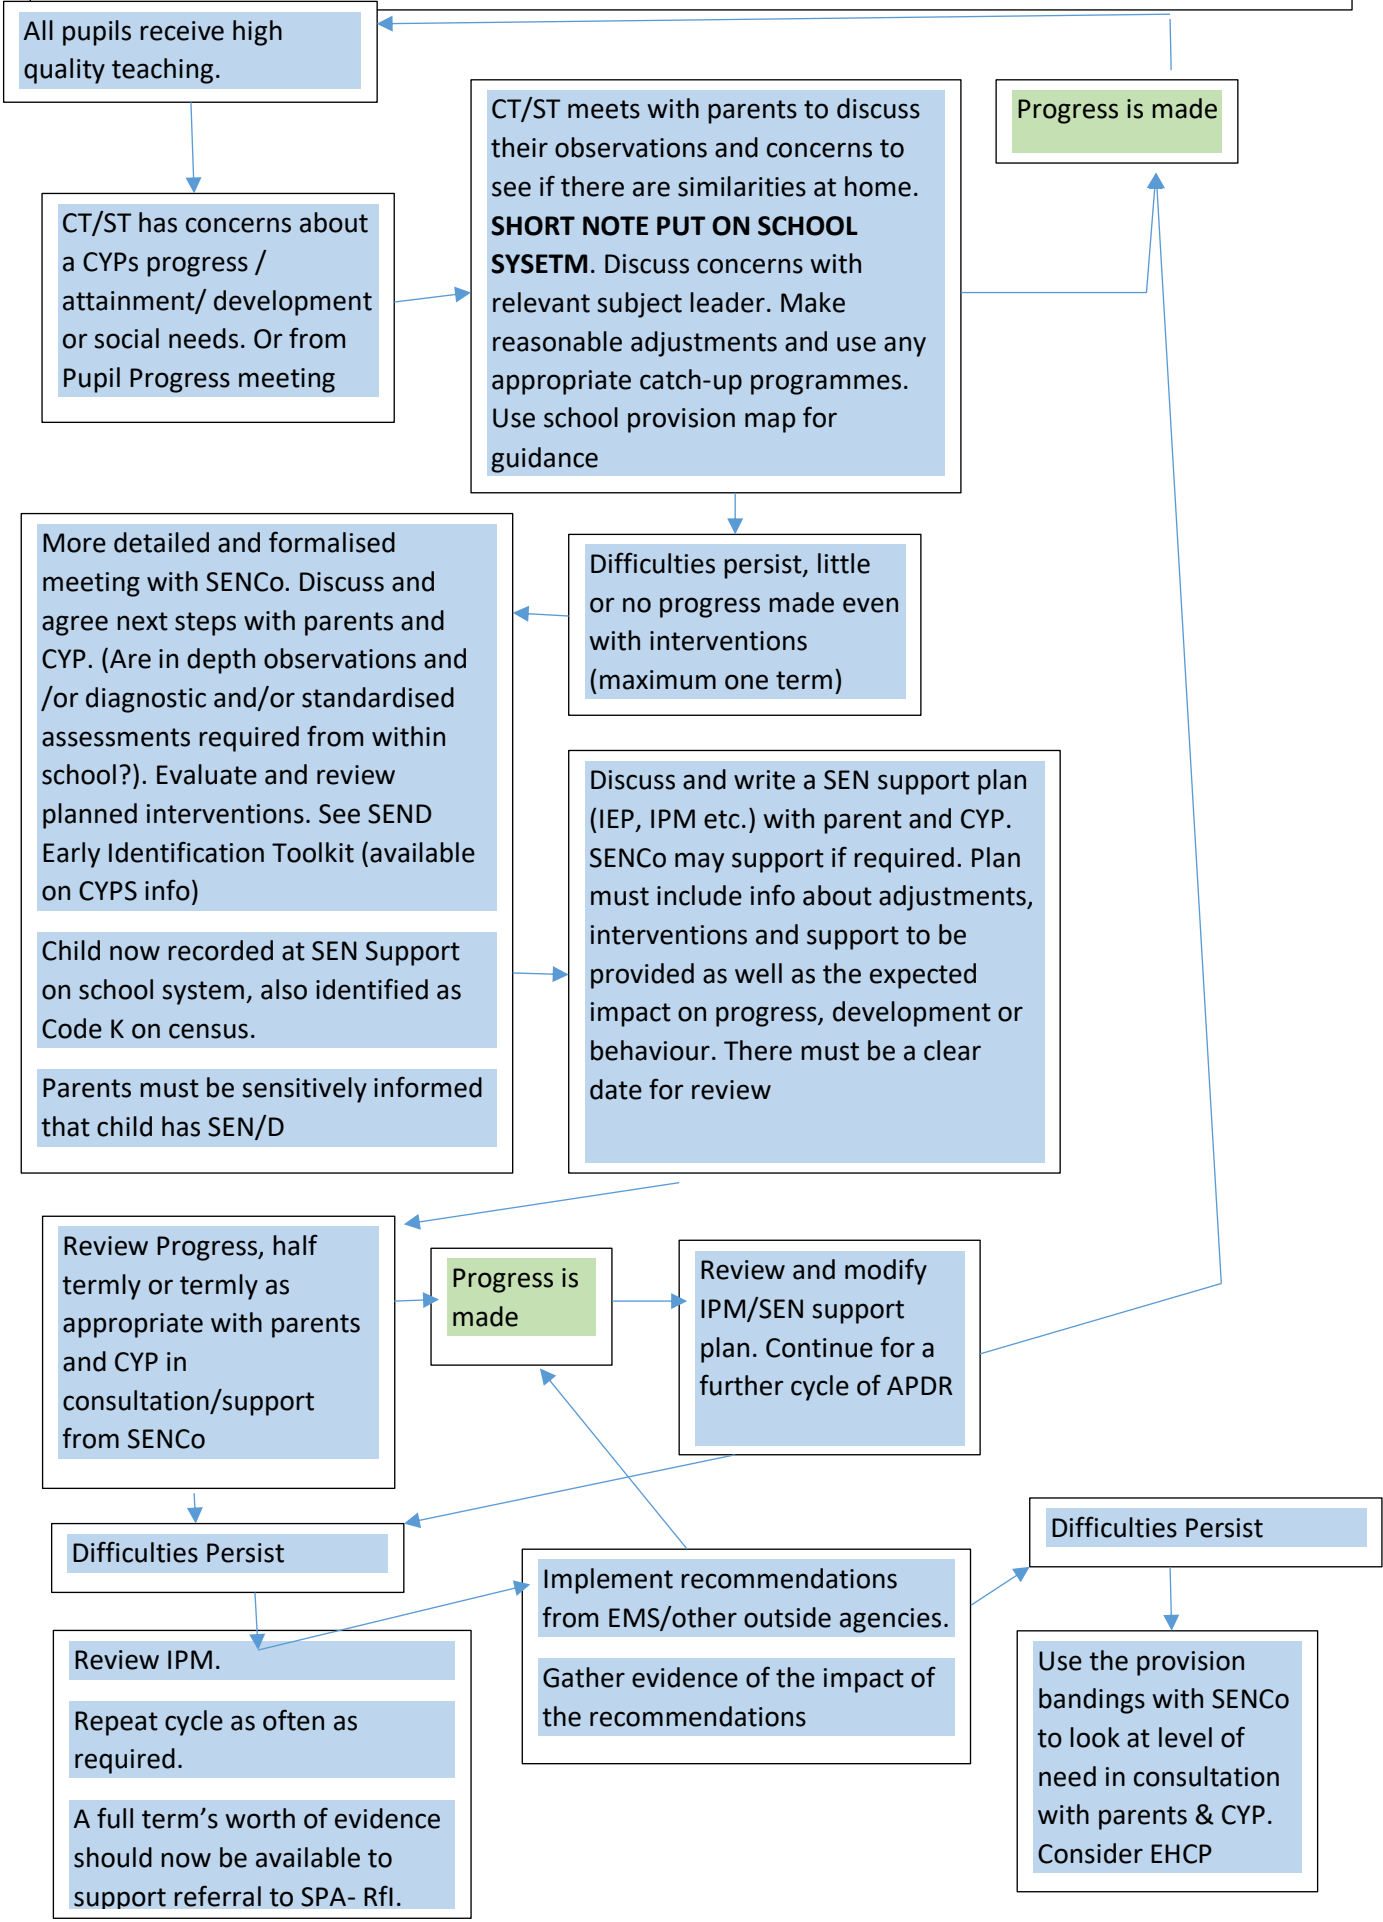 All pupils receive high
quality teaching.
Progress is made
CT/ST meets with parents to discuss
their observations and concerns to
see if there are similarities at home.
SHORT NOTE PUT ON SCHOOL
SYSETM. Discuss concerns with
relevant subject leader. Make
reasonable adjustments and use any
appropriate catch-up programmes.
Use school provision map for
guidance
CT/ST has concerns about
a CYPs progress /
attainment/ development
or social needs. Or from
Pupil Progress meeting
More detailed and formalised
meeting with SENCo. Discuss and
agree next steps with parents and
CYP. (Are in depth observations and
/or diagnostic and/or standardised
assessments required from within
school?). Evaluate and review
planned interventions. See SEND
Early Identification Toolkit (available
on CYPS info)
Child now recorded at SEN Support
on school system, also identified as
Code K on census.
Parents must be sensitively informed
that child has SEN/D
Difficulties persist, little
or no progress made even
with interventions
(maximum one term)
Discuss and write a SEN support plan
(IEP, IPM etc.) with parent and CYP.
SENCo may support if required. Plan
must include info about adjustments,
interventions and support to be
provided as well as the expected
impact on progress, development or
behaviour. There must be a clear
date for review
Review Progress, half
termly or termly as
appropriate with parents
and CYP in
consultation/support
from SENCo
Progress is
made
Review and modify
IPM/SEN support
plan. Continue for a
further cycle of APDR
Difficulties Persist
Difficulties Persist
Implement recommendations
from EMS/other outside agencies.
Gather evidence of the impact of
the recommendations
Review IPM.
Repeat cycle as often as
required.
A full term’s worth of evidence
should now be available to
support referral to SPA- RfI.
Use the provision
bandings with SENCo
to look at level of
need in consultation
with parents & CYP.
Consider EHCP